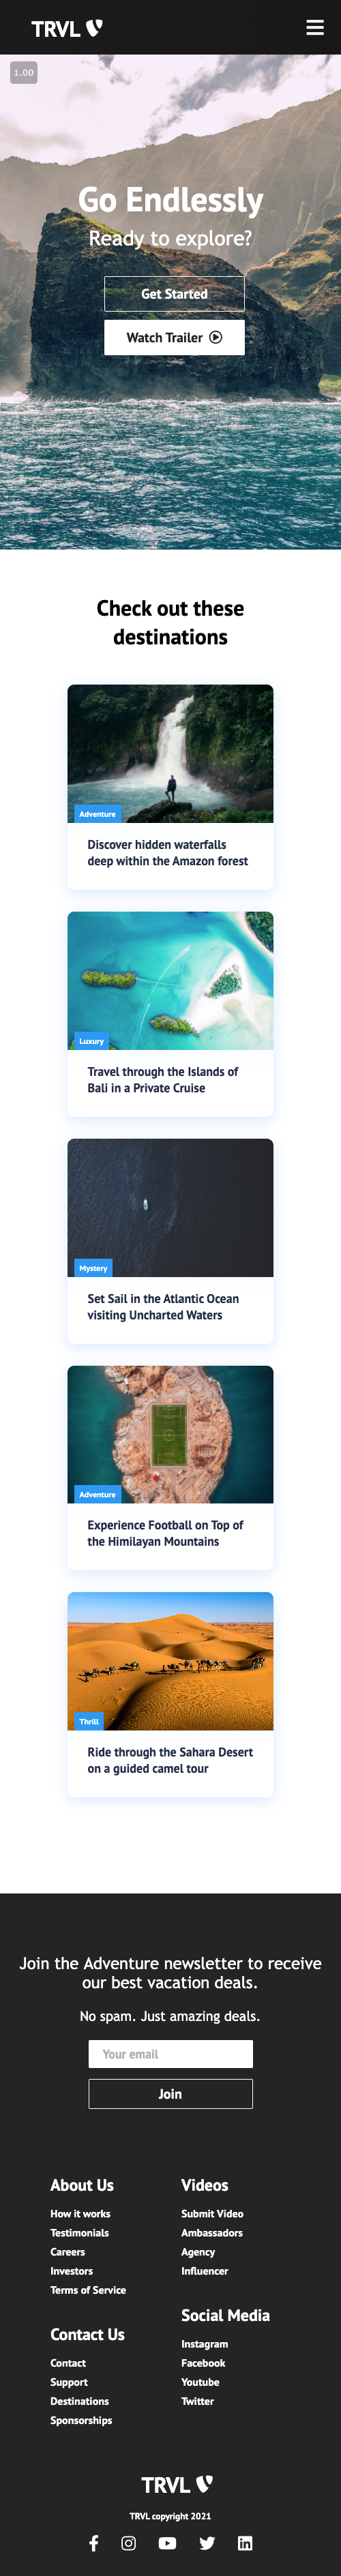 TRVL
1.00
Go Endlessly
Ready to explore?
Get Started
Watch Trailer
Check out these
destinations
Adventure
Discover hidden waterfalls
deep within the Amazon forest
Luxury
Travel through the Islands of
Bali in a Private Cruise
Mystery
Set Sail in the Atlantic Ocean
visiting Uncharted Waters
Adventure
Experience Football on Top of
the Himilayan Mountains
Thrill
Ride through the Sahara Desert
on a guided camel tour
Join the Adventure newsletter to receive
our best vacation deals.
No spam. Just amazing deals.
Your email
Join
About Us
How it works
Testimonials
Careers
Investors
Terms of Service
Videos
Submit Video
Ambassadors
Agency
Influencer
Contact Us
Contact
Support
Destinations
Sponsorships
Social Media
Instagram
Facebook
Youtube
Twitter
TRVL
TRVL copyright 2021